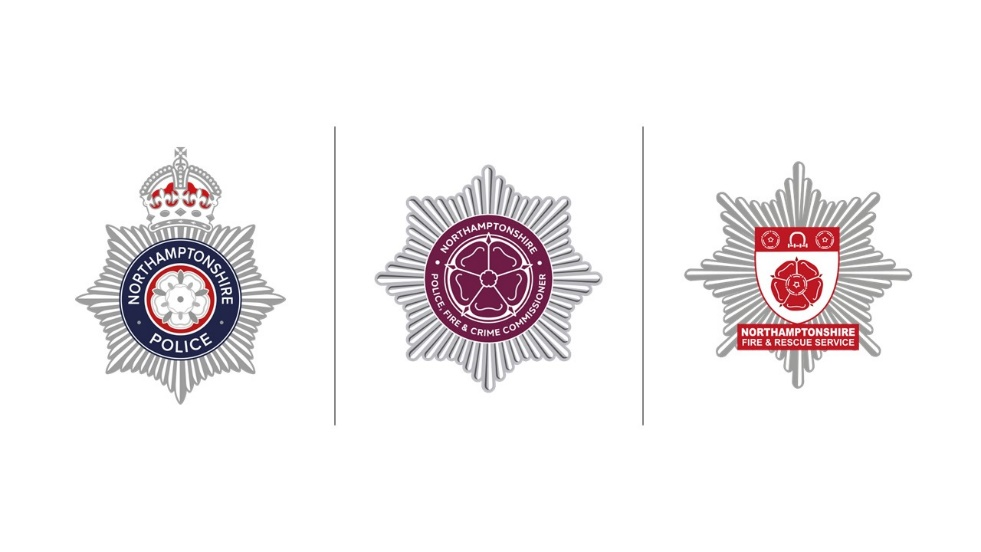 NORTHAMPTONSHIRE
POLICE
NORTHAMPTONSHIRE
POLICE, FIRE & CRIME COMMISSIONER
NORTHAMPTONSHIRE
FIRE & RESCUE SERVICE